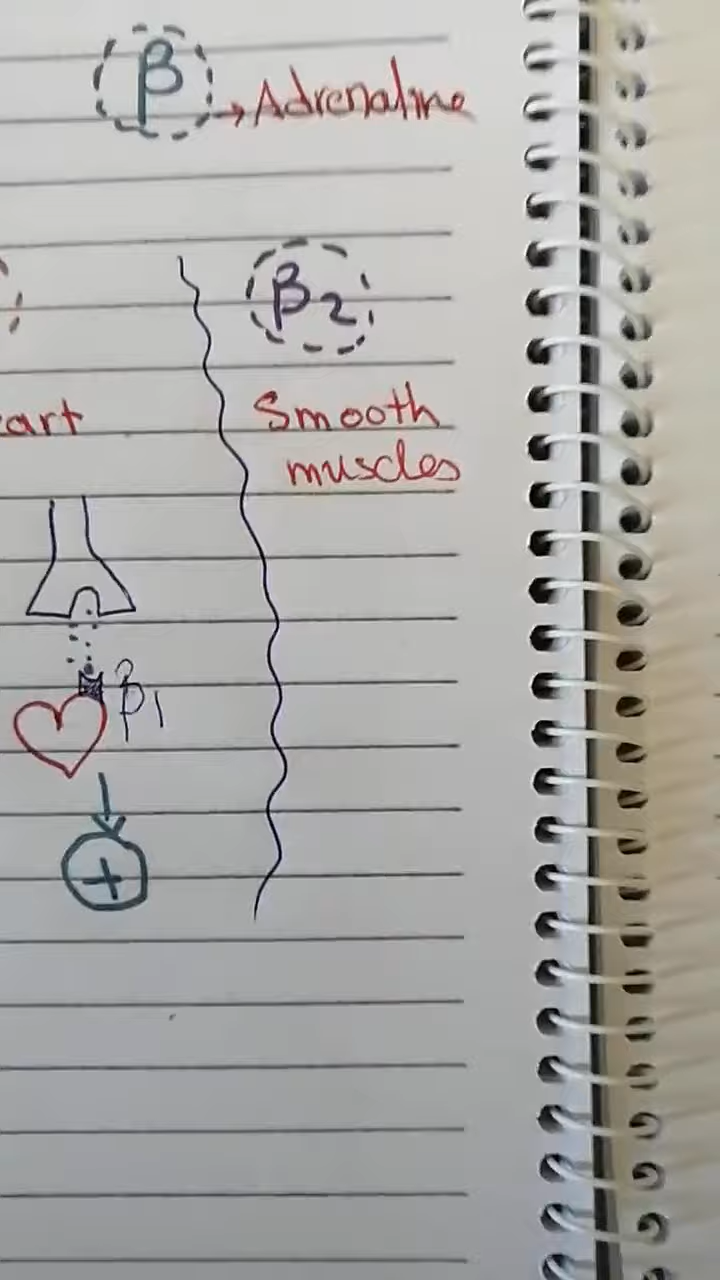 β
→Adrenaline
β2
art
Smooth
muscles
β1
+